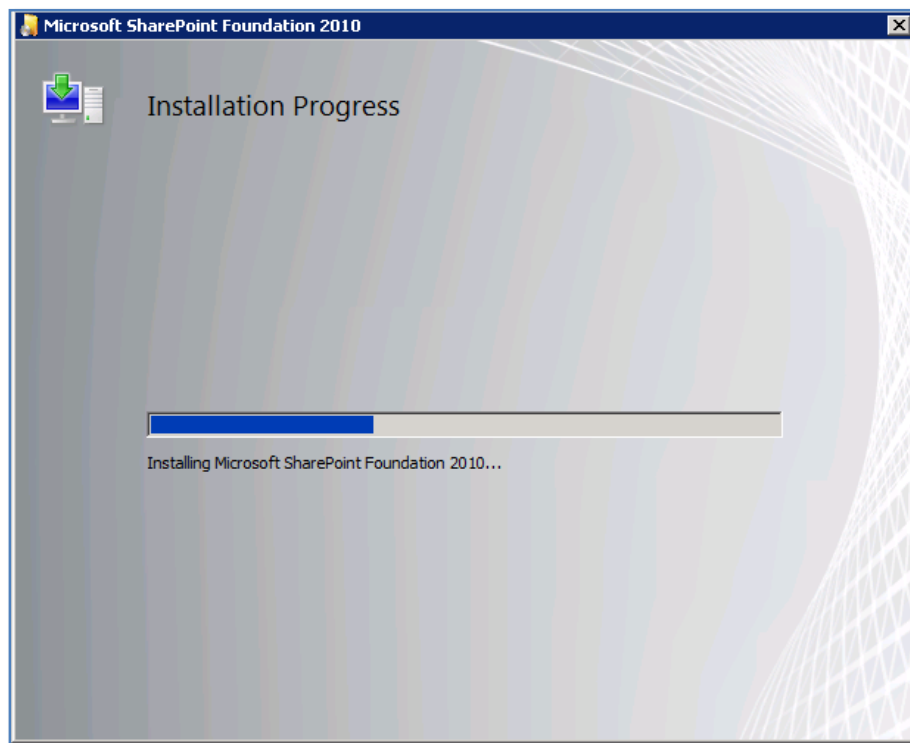 Microsoft SharePoint Foundation 2010
Installation Progress
Installing Microsoft SharePoint Foundation 2010...